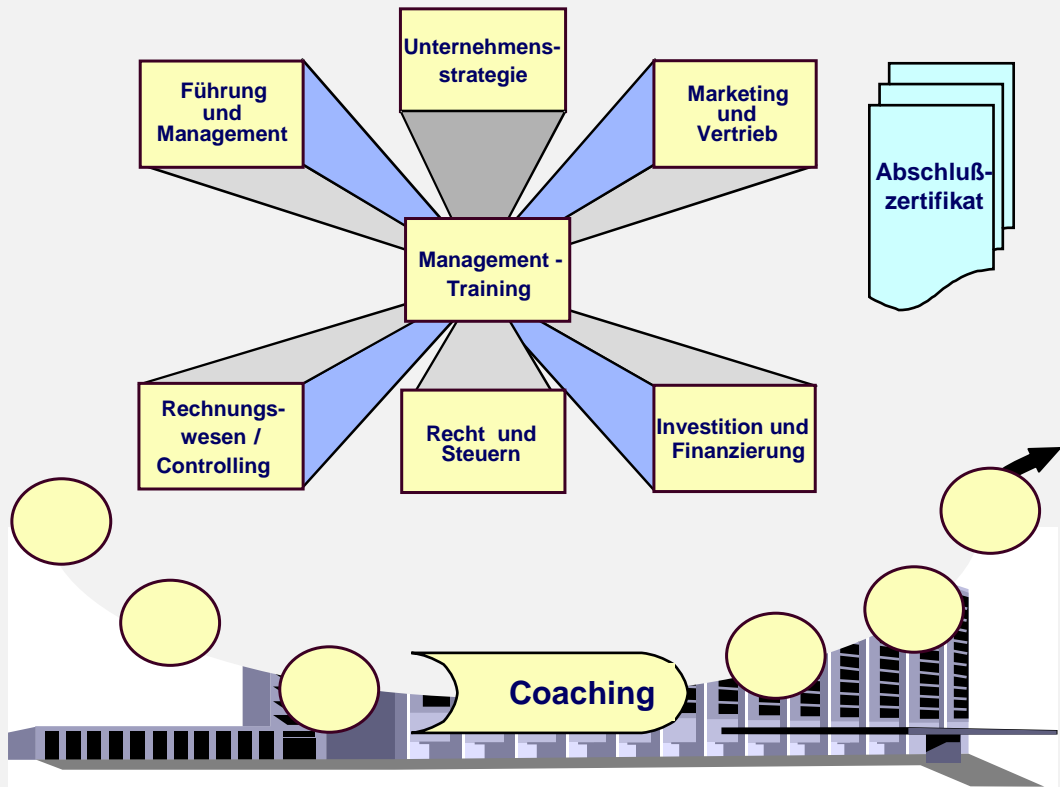 Unternehmens-
strategie
Führung
und
Management
Marketing
und
Vertrieb
Abschluß-
zertifikat
Management -
Training
Rechnungs-
wesen /
Controlling
Recht und
Steuern
Investition und
Finanzierung
Coaching